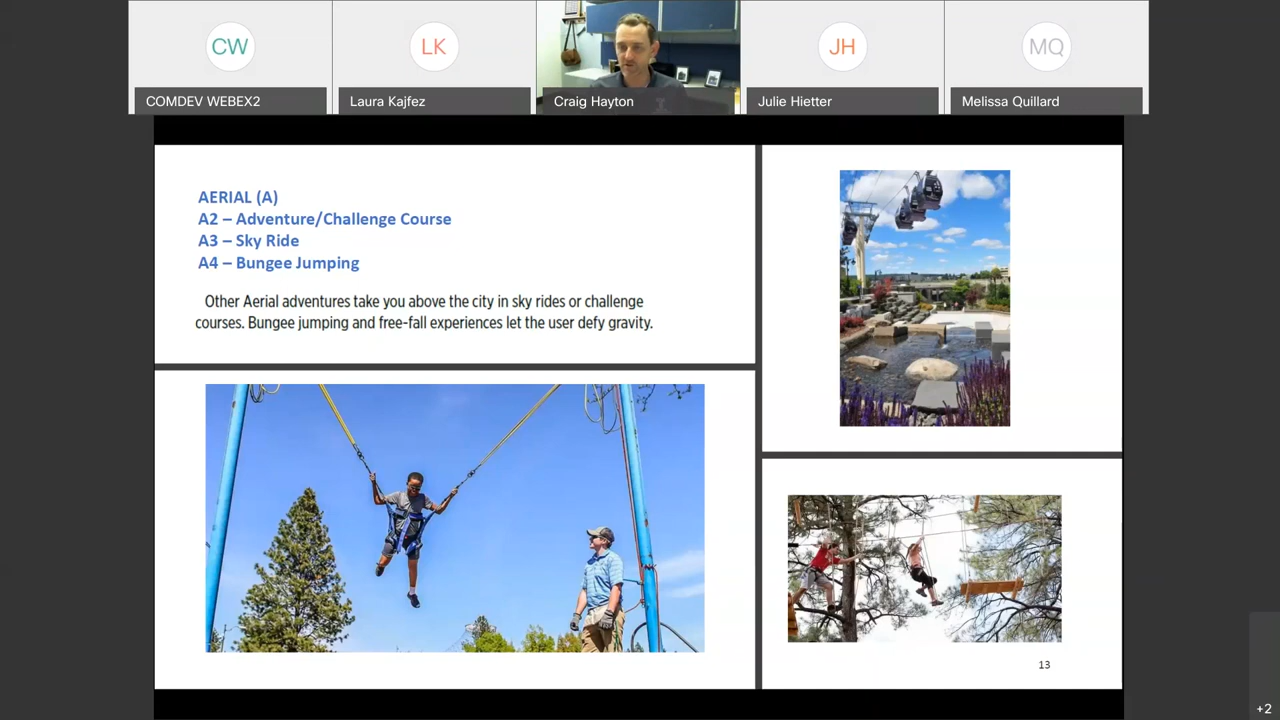 CW
LK
JH
MQ
COMDEV WEBEX2
Laura Kajfez
Craig Hayton
Julie Hietter
Melissa Quillard
AERIAL (A)
A2 – Adventure/Challenge Course
A3 – Sky Ride
A4 – Bungee Jumping
Other Aerial adventures take you above the city in sky rides or challenge
courses. Bungee jumping and free-fall experiences let the user defy gravity.
13
+2